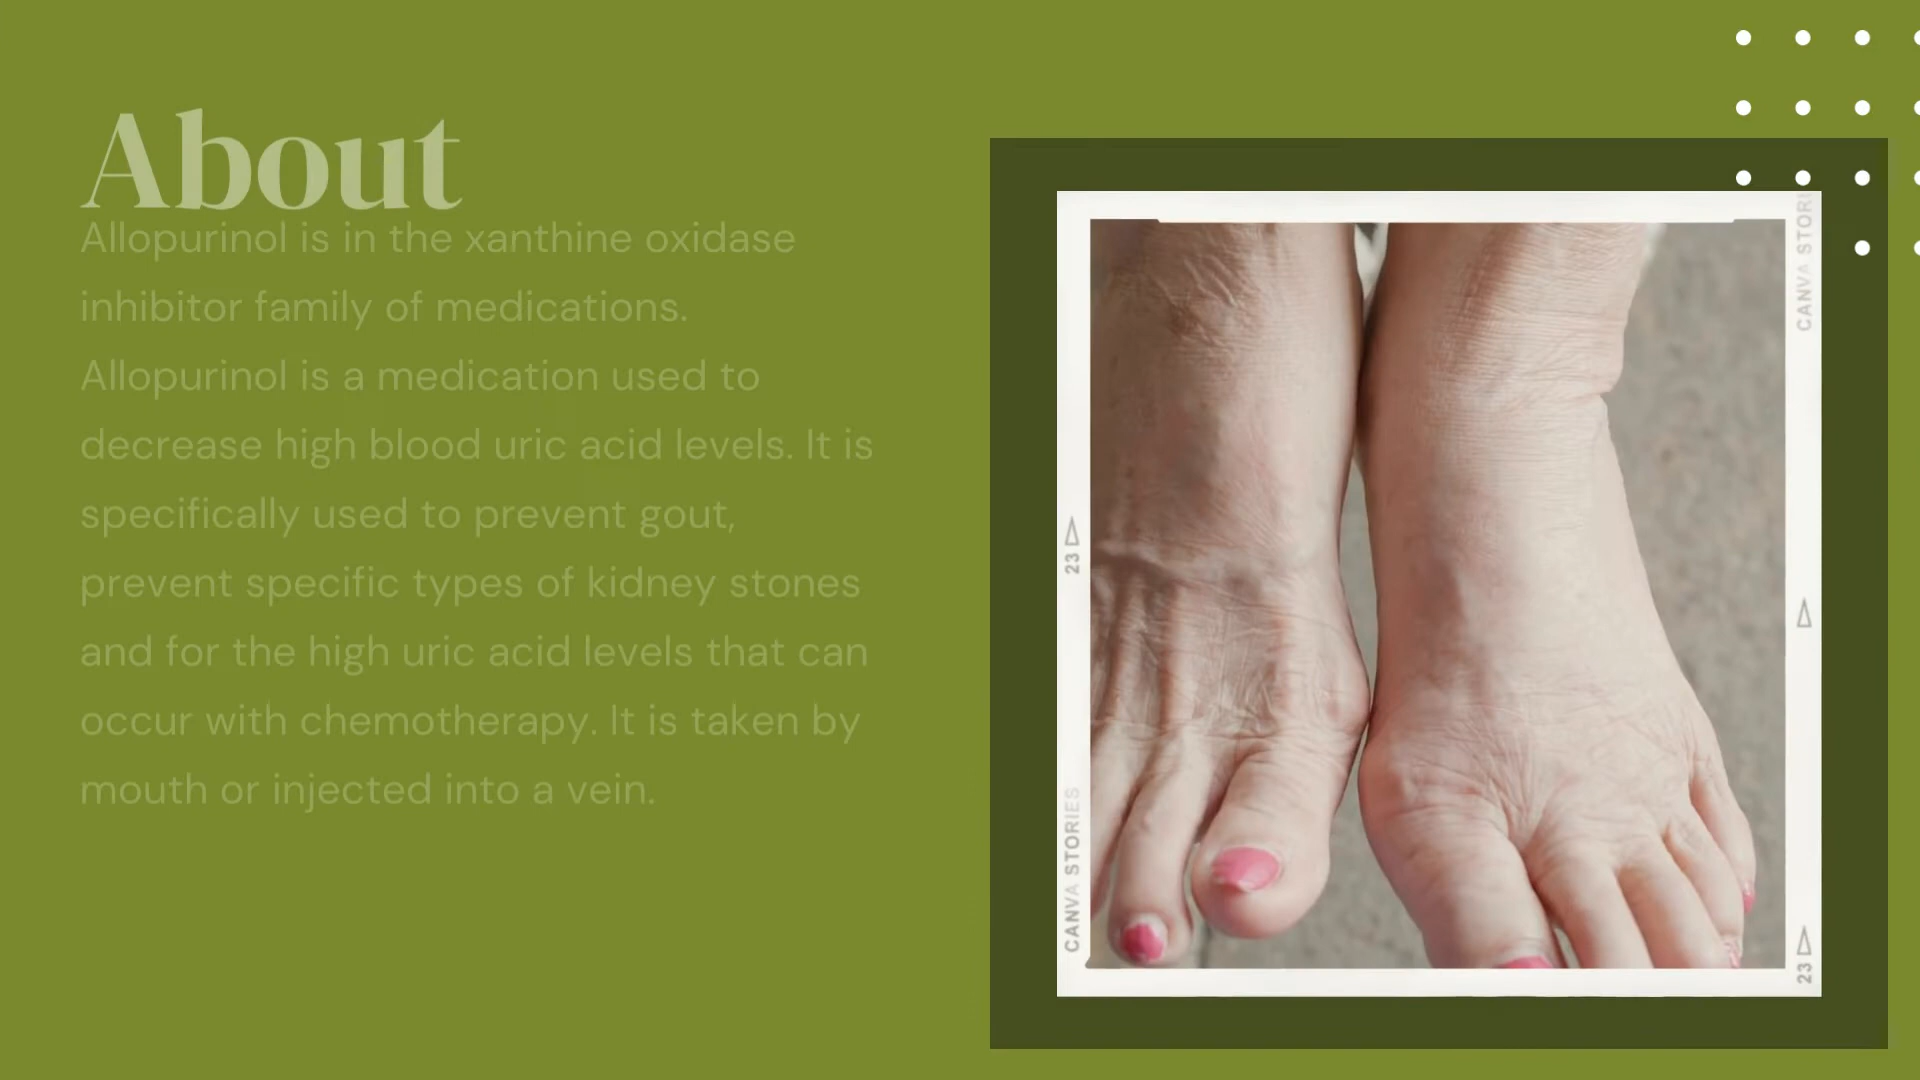 About
Allopurinol is in the xanthine oxidase
inhibitor family of medications.
Allopurinol is a medication used to
decrease high blood uric acid levels. It is
specifically used to prevent gout,
prevent specific types of kidney stones
and for the high uric acid levels that can
occur with chemotherapy. It is taken by
mouth or injected into a vein.
23
CANVA STORIES
CANVA STORI
23